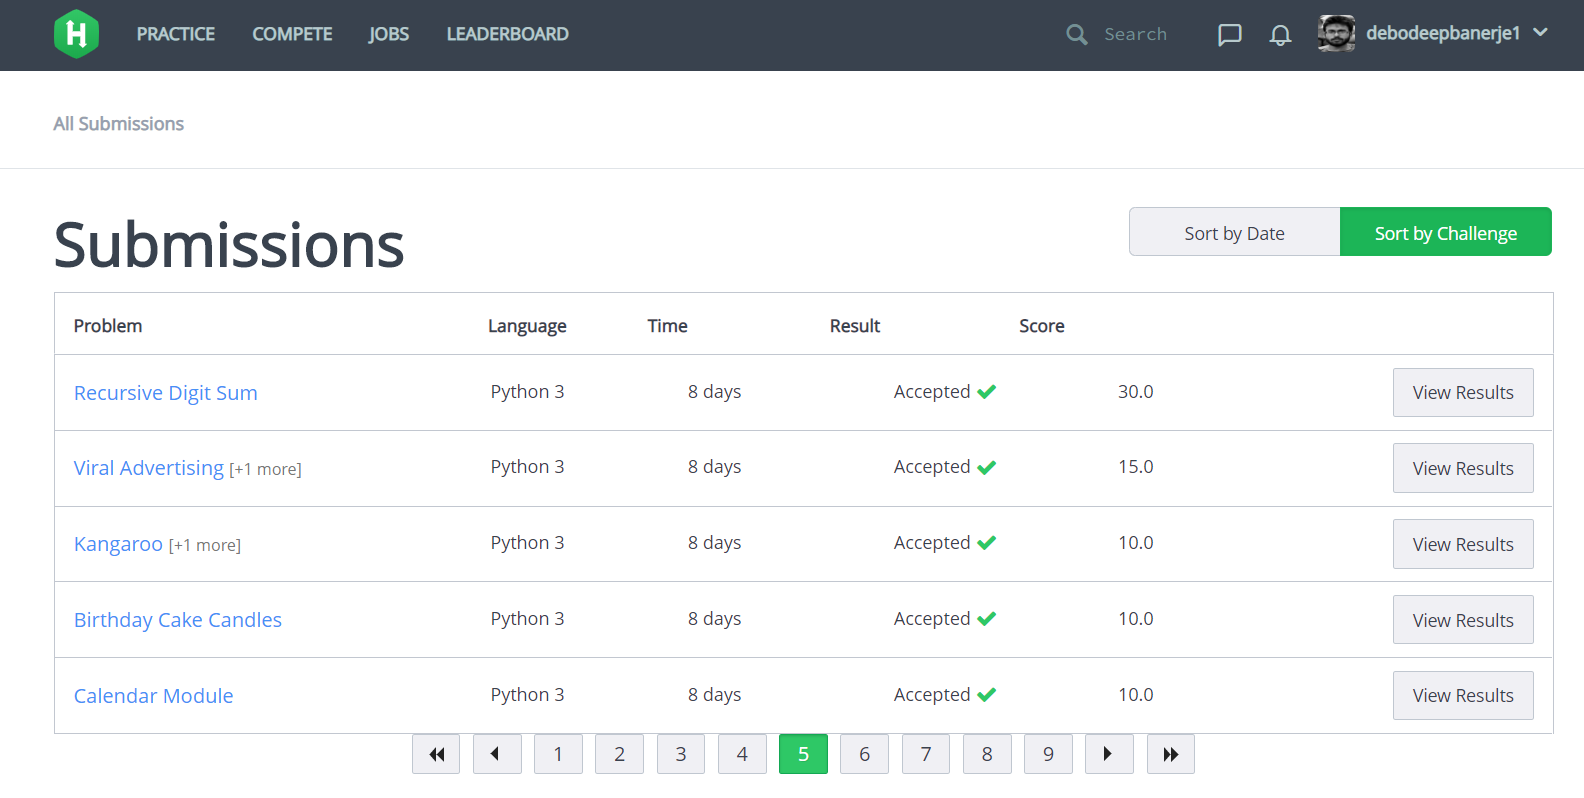 H PRACTICE COMPETE JOBS LEADERBOARD Search debodeepbanerje1
All Submissions
Submissions
Sort by Date Sort by Challenge
Problem Language Time Result Score
Recursive Digit Sum Python 3 8 days Accepted 30.0 View Results
Viral Advertising [+1 more] Python 3 8 days Accepted 15.0 View Results
Kangaroo [+1 more] Python 3 8 days Accepted 10.0 View Results
Birthday Cake Candles Python 3 8 days Accepted 10.0 View Results
Calendar Module Python 3 8 days Accepted 10.0 View Results
1 2 3 4 5 6 7 8 9